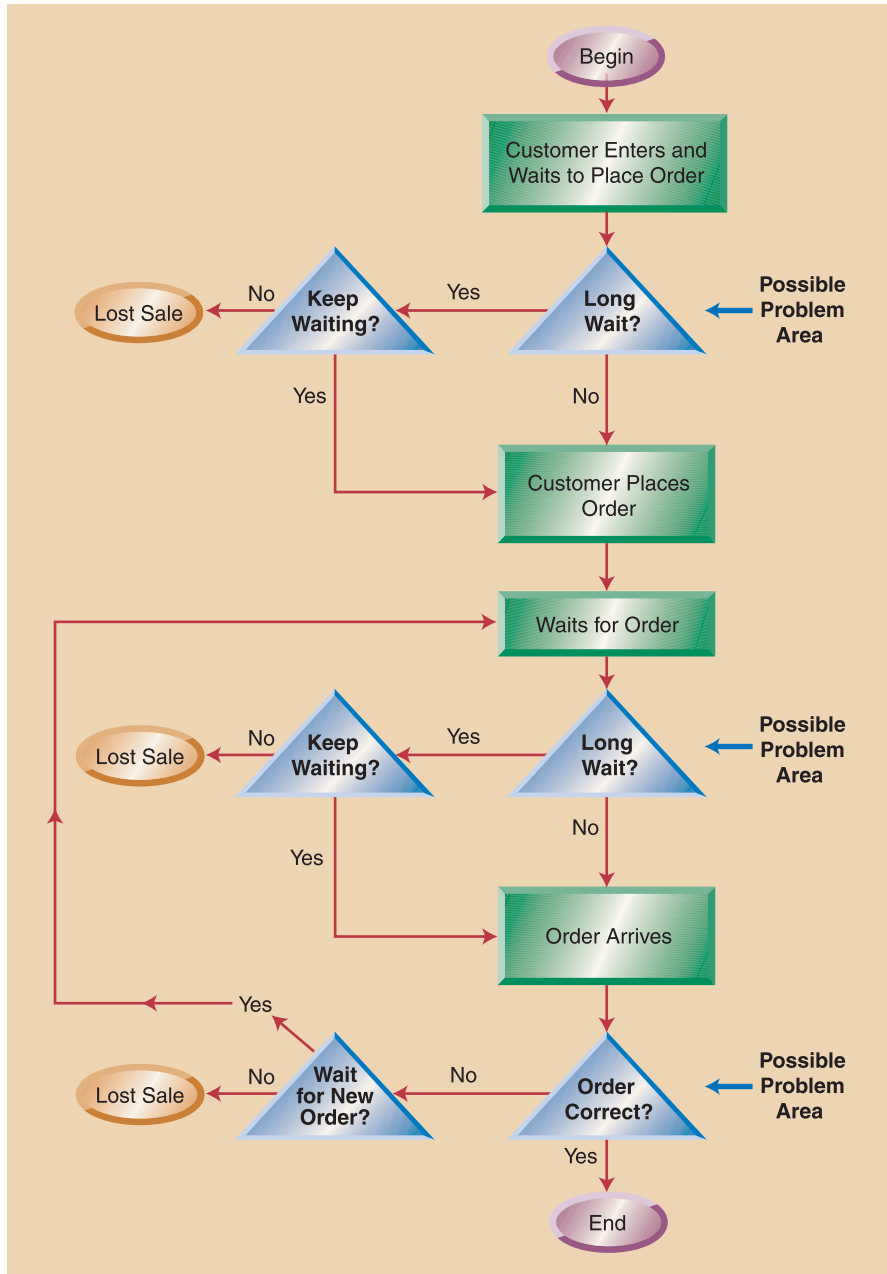 Begin
Customer Enters and
Waits to Place Order
Lost Sale
No
Keep
Waiting?
Yes
Long
Wait?
Possible
Problem
Area
Yes
No
Customer Places
Order
Waits for Order
Lost Sale
No
Keep
Waiting?
Yes
Long
Wait?
Possible
Problem
Area
Yes
No
Order Arrives
Yes
Lost Sale
No
Wait
for New
Order?
No
Order
Correct?
Possible
Problem
Area
Yes
End